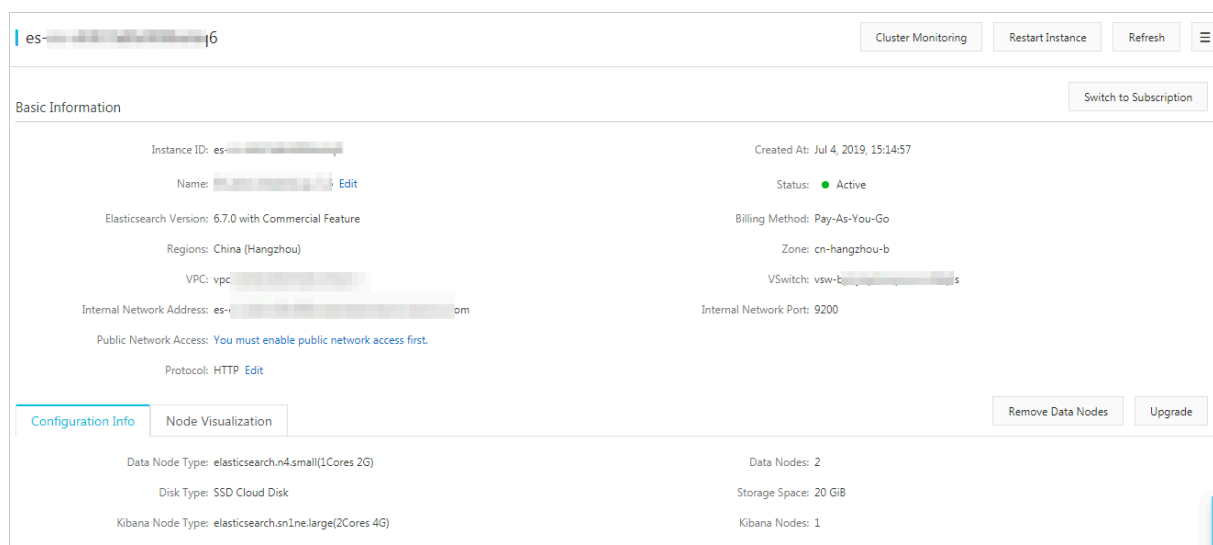 es- q6 Cluster Monitoring Restart Instance Refresh
Basic Information Switch to Subscription
Instance ID: es- Created At: Jul 4, 2019, 15:14:57
Name: Edit Status: Active
Elasticsearch Version: 6.7.0 with Commercial Feature Billing Method: Pay-As-You-Go
Regions: China (Hangzhou) Zone: cn-hangzhou-b
VPC: vpc VSwitch: vsw-b s
Internal Network Address: es- om Internal Network Port: 9200
Public Network Access: You must enable public network access first.
Protocol: HTTP Edit
Configuration Info Node Visualization Remove Data Nodes Upgrade
Data Node Type: elasticsearch.n4.small(1Cores 2G) Data Nodes: 2
Disk Type: SSD Cloud Disk Storage Space: 20 GiB
Kibana Node Type: elasticsearch.sn1ne.large(2Cores 4G) Kibana Nodes: 1